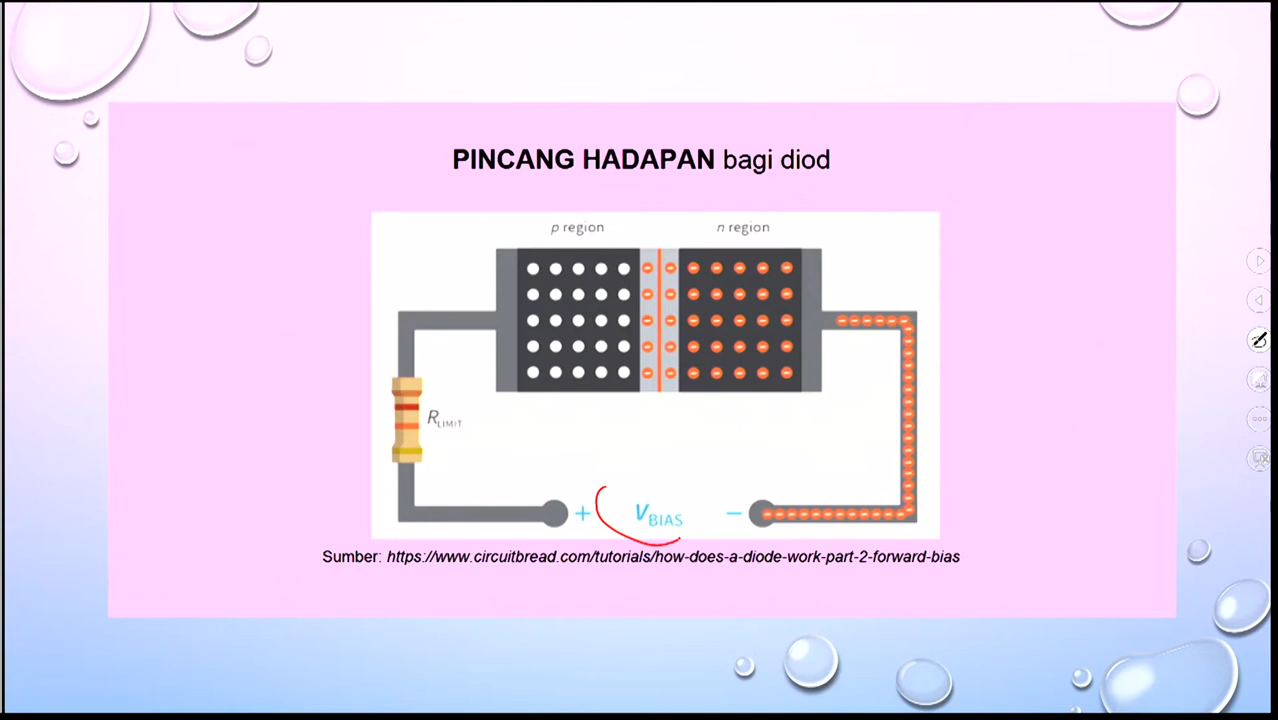 PINCANG HADAPAN bagi diod
p region
n region
R LIMIT
+ VBIAS −
Sumber: https://www.circuitbread.com/tutorials/how-does-a-diode-work-part-2-forward-bias